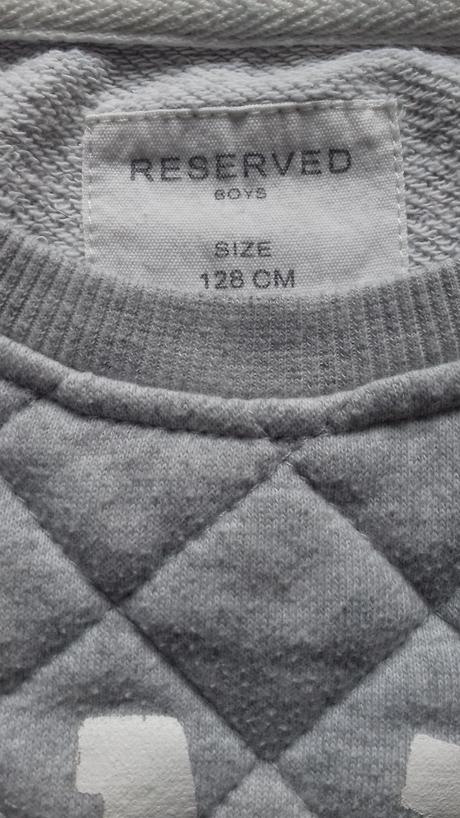 RESERVED
BOYS
SIZE
128 CM